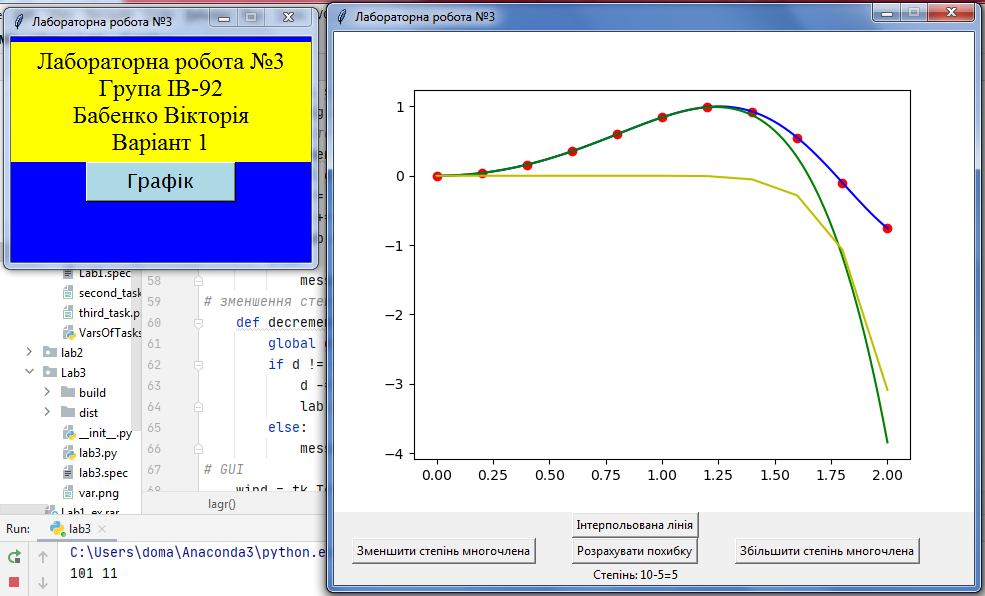 Лабораторна робота №3
Лабораторна робота №3
Група ІВ-92
Бабенко Вікторія
Варіант 1
Графік
Lab1.spec
second_task
third_task.p
VarsOfTasks
lab2
Lab3
build
dist
__init__.py
lab3.py
lab3.spec
var.png
Lab1_ex.rar
58 mess
59 # зменшення сте
60 def decremen
61 global
62 if d !=
63 d -=
64 lab
65 else:
66 mess
67 # GUI
68 wind = tk.T
lagr()
Run: lab3
C:\Users\doma\Anaconda3\python.e
101 11
Лабораторна робота №3
1
0
−1
−2
−3
−4
0.00 0.25 0.50 0.75 1.00 1.25 1.50 1.75 2.00
Інтерпольована лінія
Зменшити степінь многочлена Розрахувати похибку Збільшити степінь многочлена
Степінь: 10-5=5